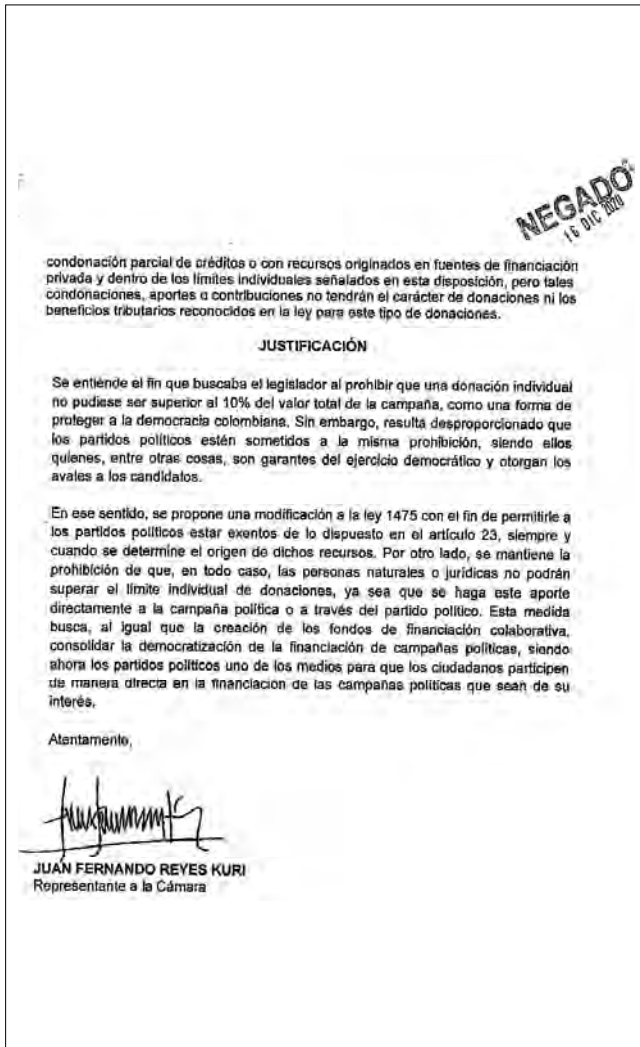 NEGADO
16 DIC 2020
condonación parcial de créditos o con recursos originados en fuentes de financiación
privada y dentro de los límites individuales señalados en esta disposición, pero tales
condonaciones, aportes o contribuciones no tendrán el carácter de donaciones ni los
beneficios tributarios reconocidos en la ley para este tipo de donaciones.
JUSTIFICACIÓN
Se entiende el fin que buscaba el legislador al prohibir que una donación individual
no pudiese ser superior al 10% del valor total de la campaña, como una forma de
proteger a la democracia colombiana. Sin embargo, resulta desproporcionado que
los partidos políticos estén sometidos a la misma prohibición, siendo ellos
quienes, entre otras cosas, son garantes del ejercicio democrático y otorgan los
avales a los candidatos.
En ese sentido, se propone una modificación a la ley 1475 con el fin de permitirle a
los partidos políticos estar exentos de lo dispuesto en el artículo 23, siempre y
cuando se determine el origen de dichos recursos. Por otro lado, se mantiene la
prohibición de que, en todo caso, las personas naturales o jurídicas no podrán
superar el límite individual de donaciones, ya sea que se haga este aporte
directamente a la campaña política o a través del partido político. Esta medida
busca, al igual que la creación de los fondos de financiación colaborativa,
consolidar la democratización de la financiación de campañas políticas, siendo
ahora los partidos políticos uno de los medios para que los ciudadanos participen
de manera directa en la financiación de las campañas políticas que sean de su
interés.
Atentamente,
JUAN FERNANDO REYES KURI
Representante a la Cámara